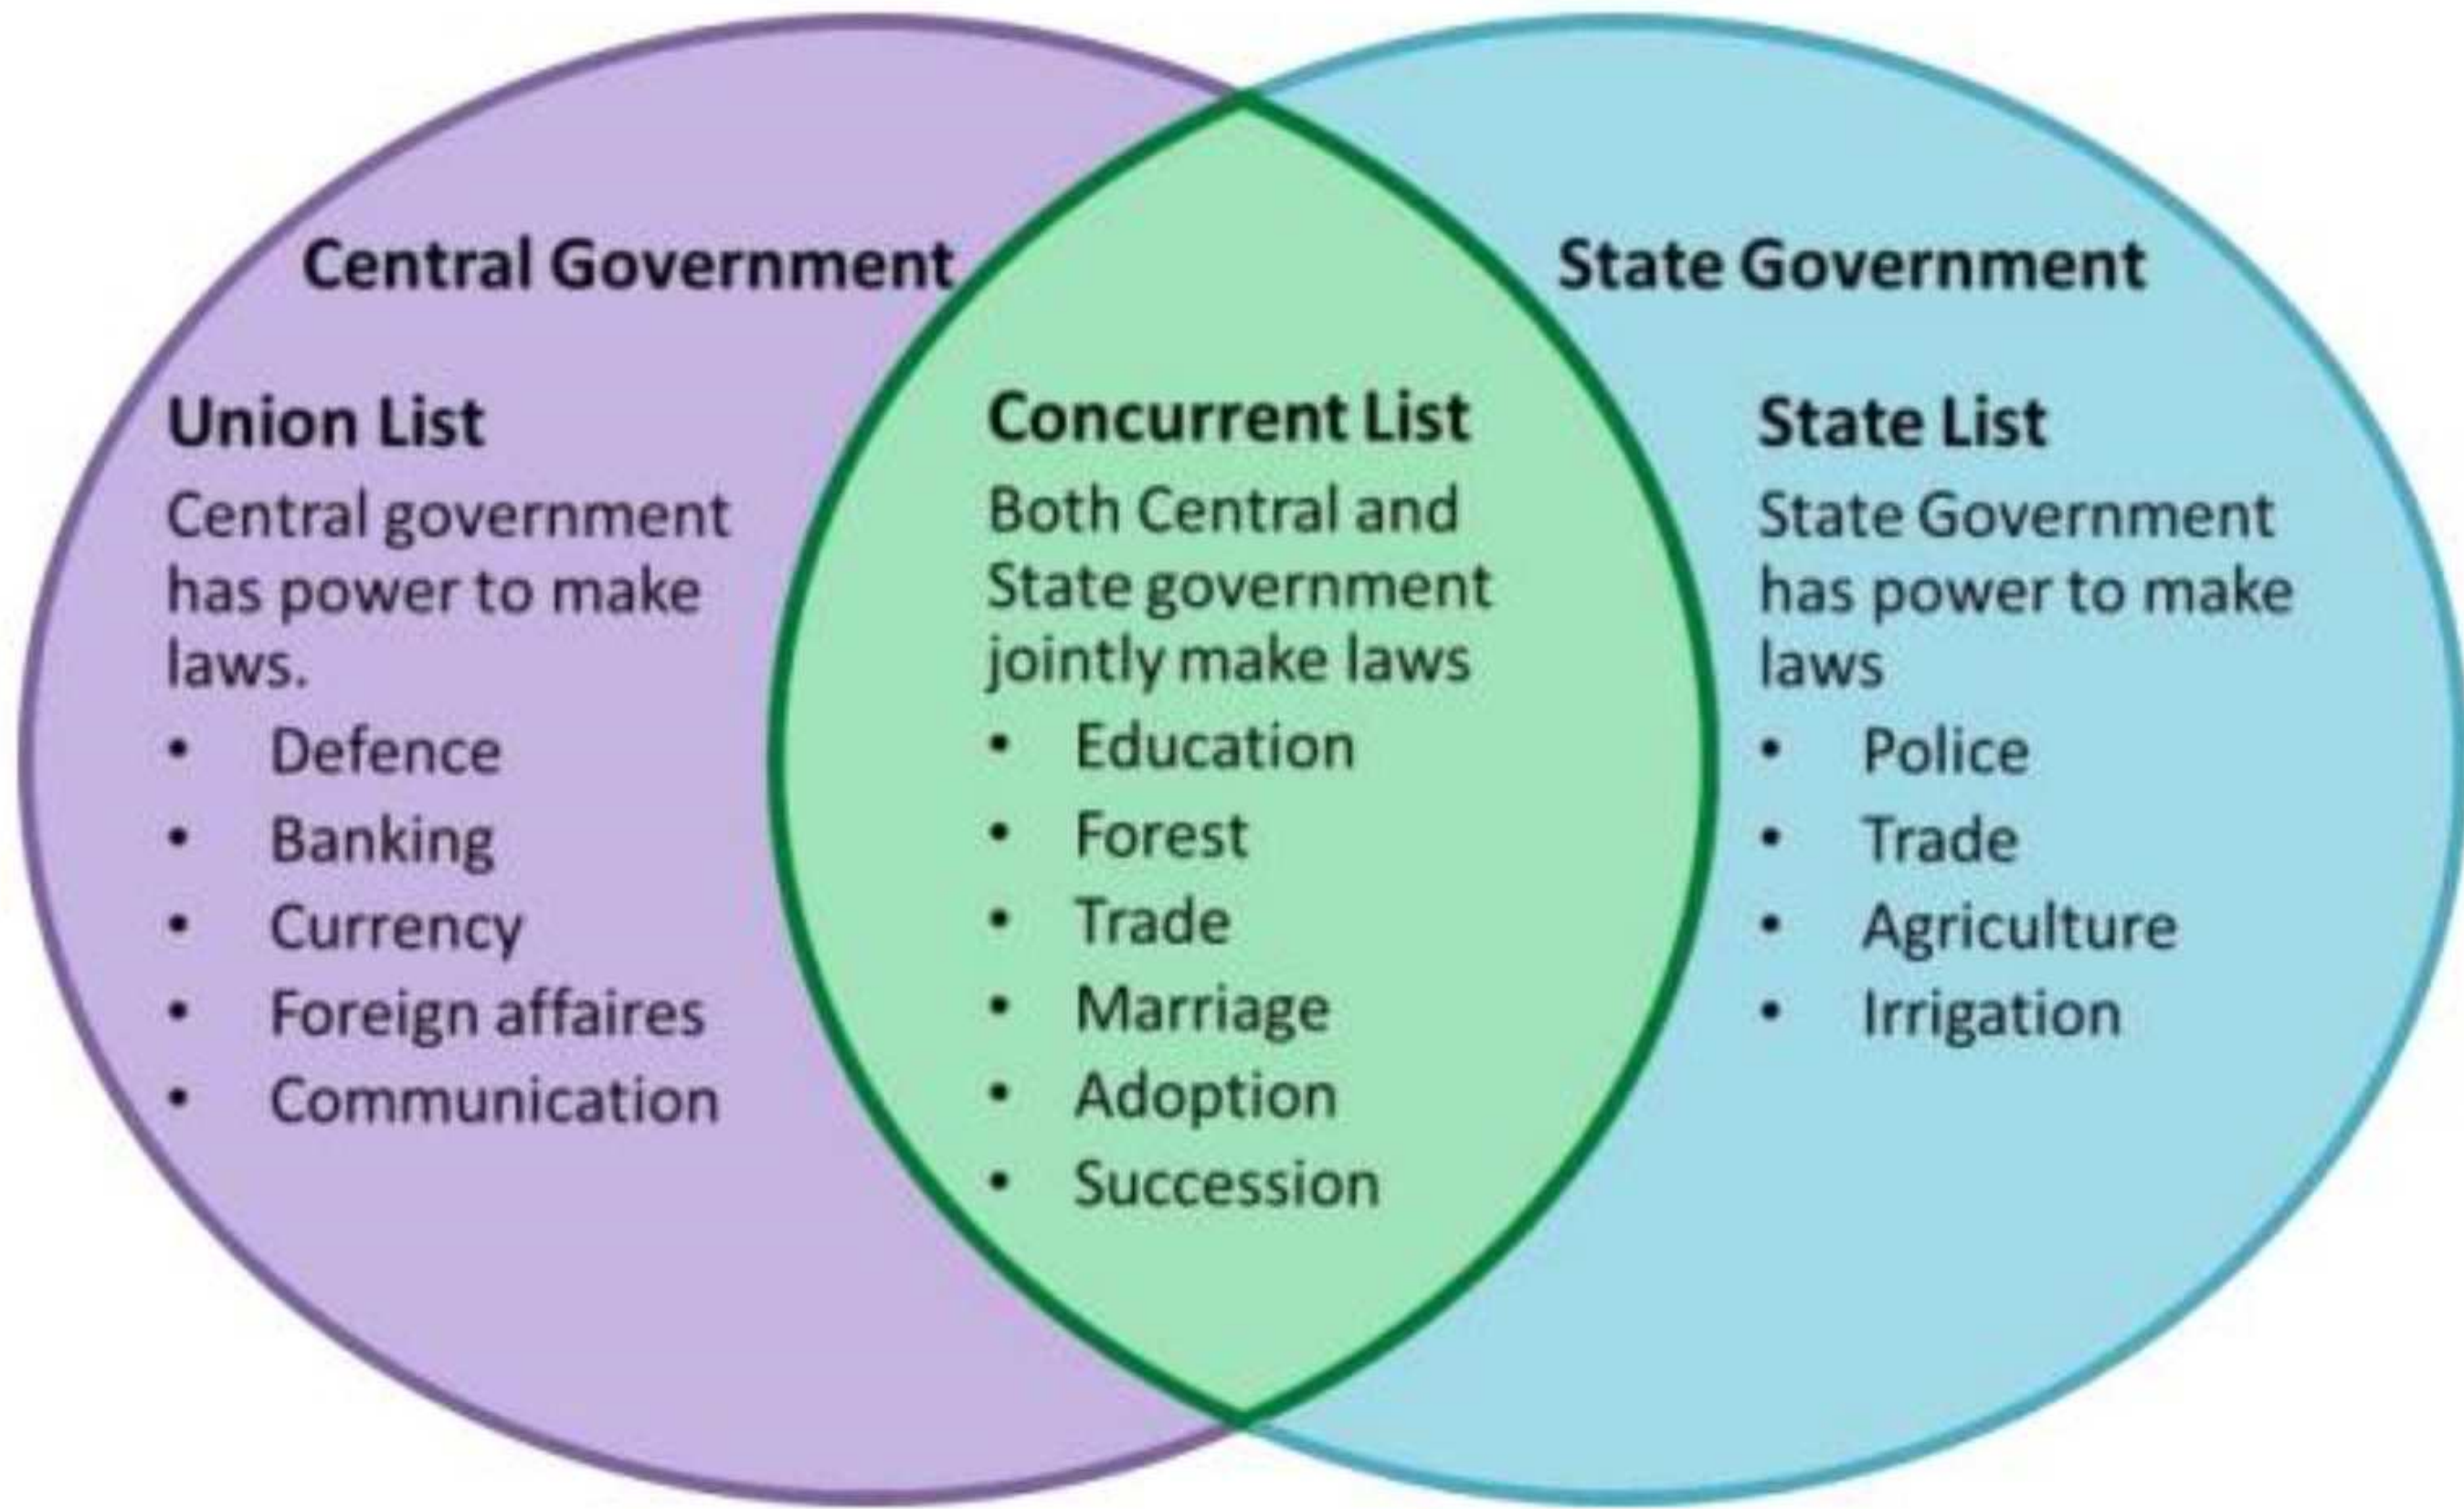 Central Government
Union List
Central government
has power to make
laws.
• Defence
• Banking
• Currency
• Foreign affaires
• Communication
Concurrent List
Both Central and
State government
jointly make laws
• Education
• Forest
• Trade
• Marriage
• Adoption
• Succession
State Government
State List
State Government
has power to make
laws
• Police
• Trade
• Agriculture
• Irrigation